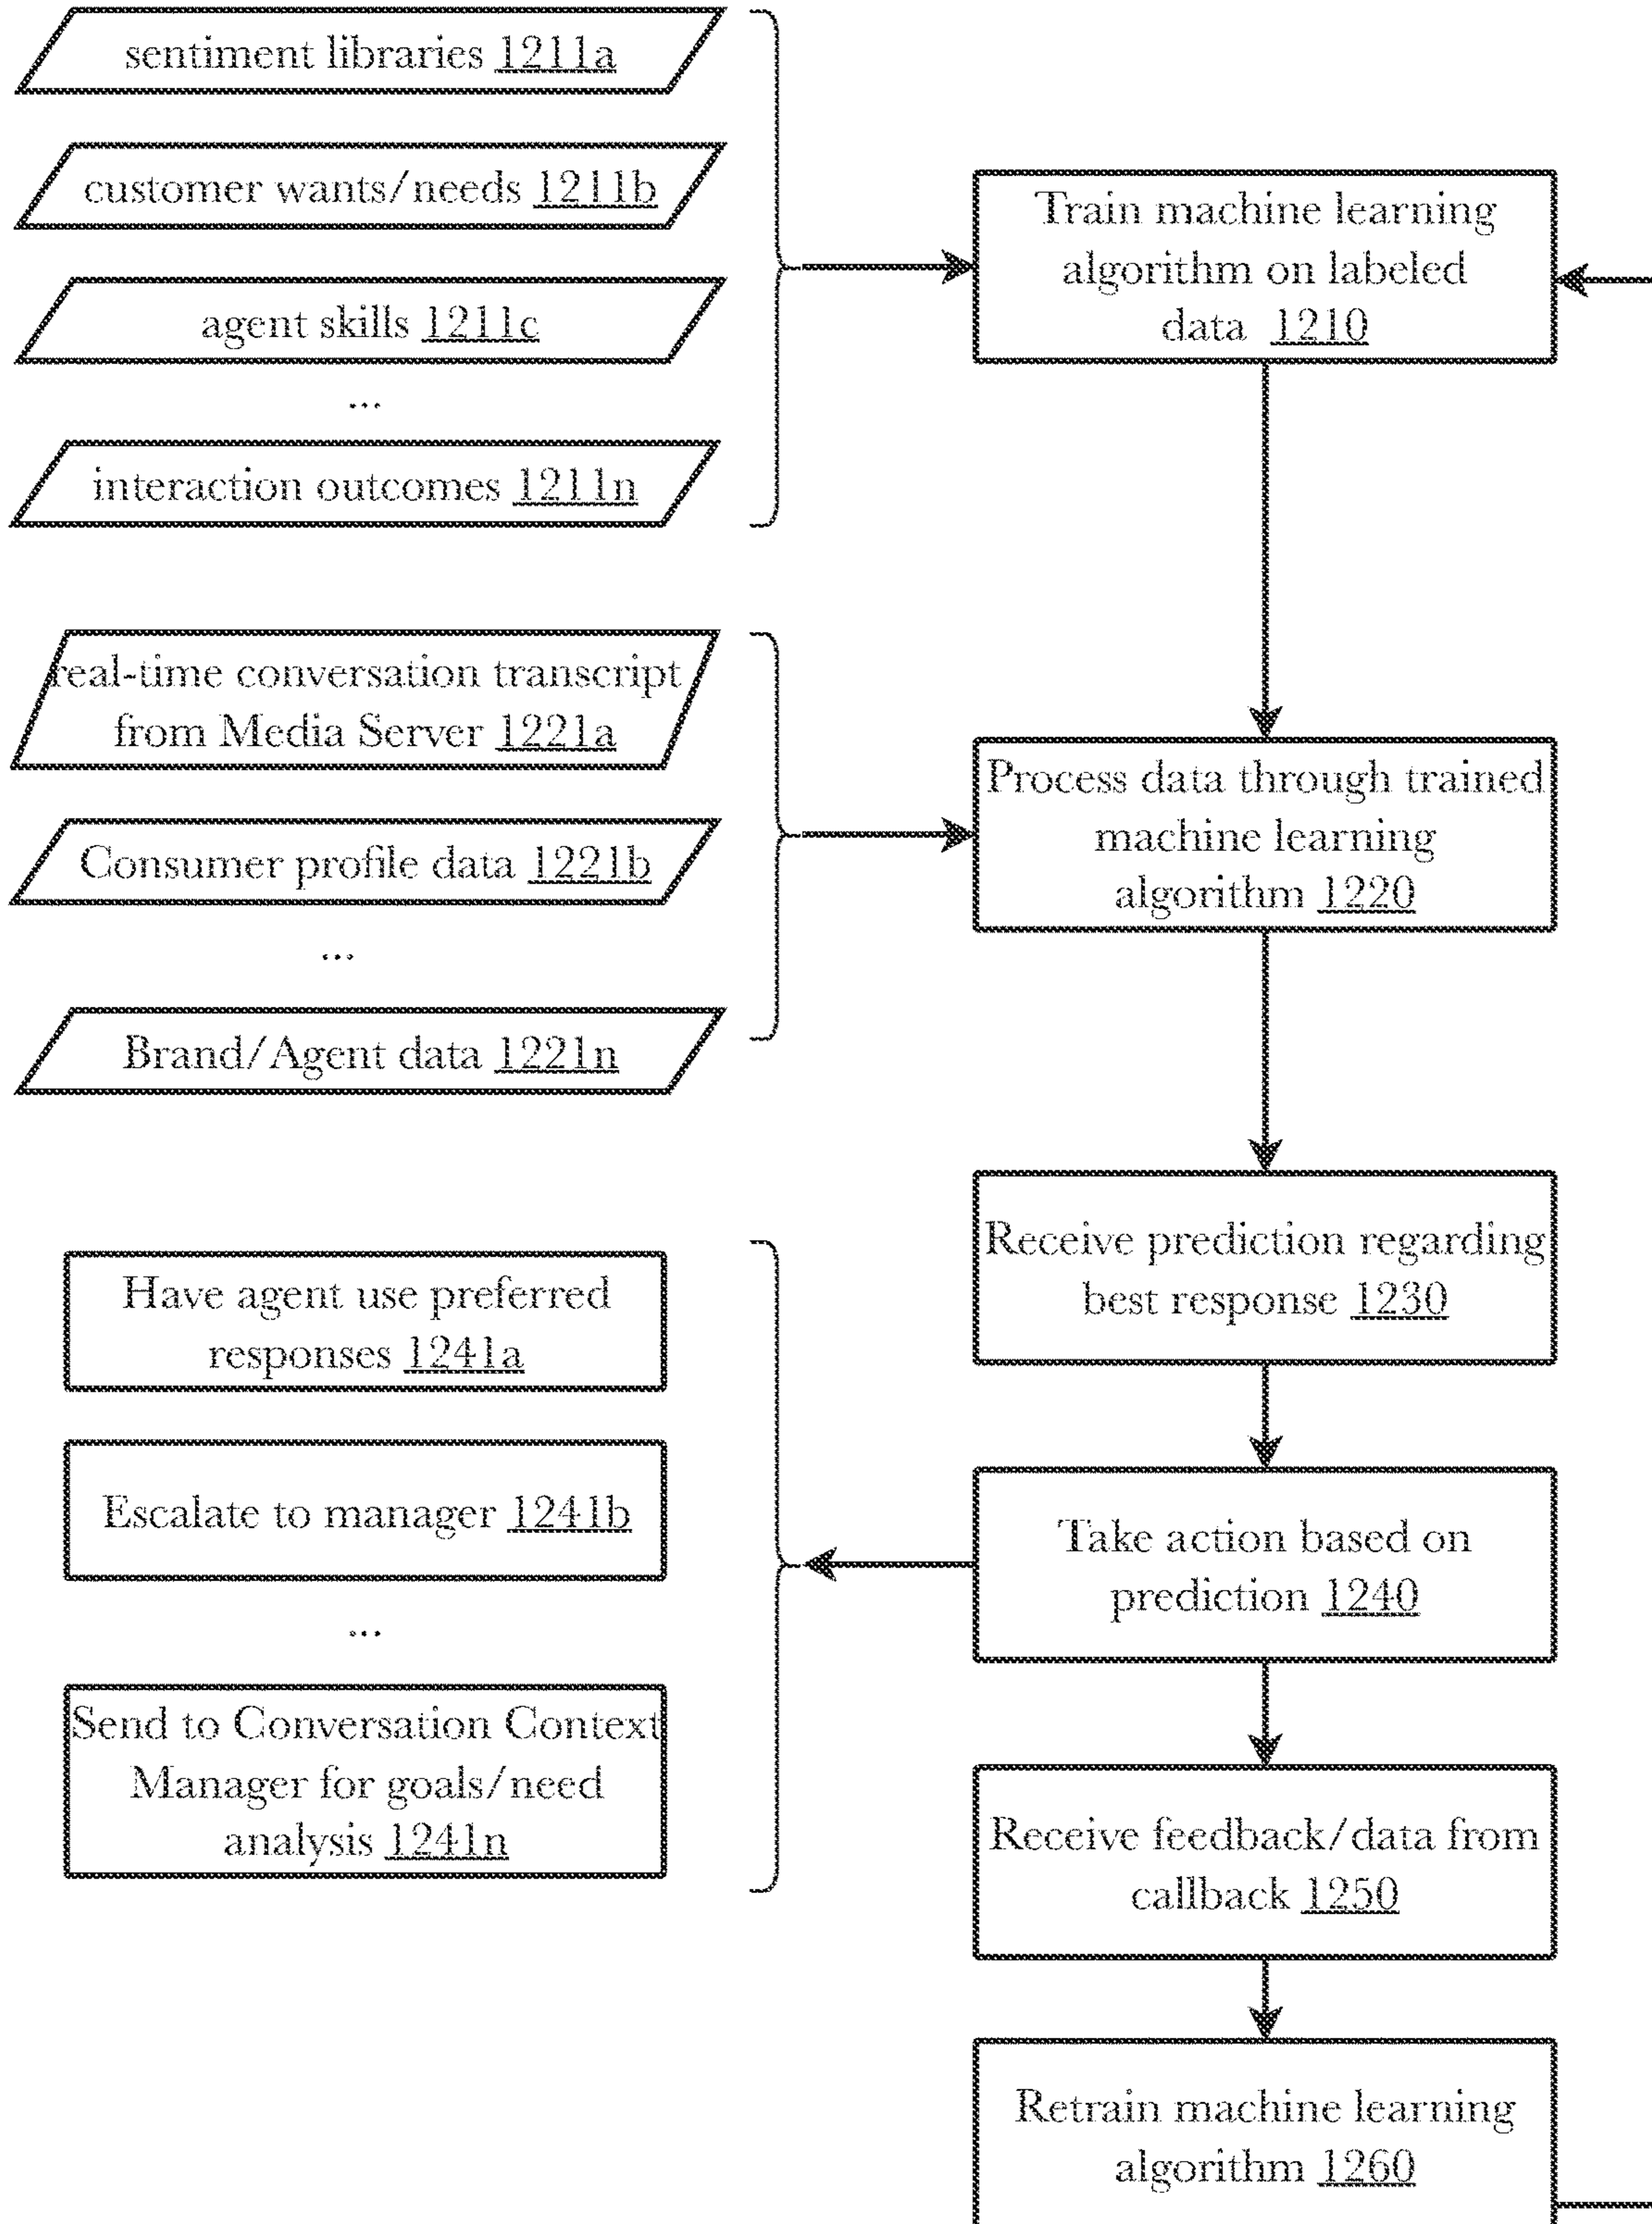 sentiment libraries 1211a
customer wants/needs 1211b
agent skills 1211c
...
interaction outcomes 1211n
Train machine learning
algorithm on labeled
data 1210
real-time conversation transcript
from Media Server 1221a
Consumer profile data 1221b
...
Brand/Agent data 1221n
Process data through trained
machine learning
algorithm 1220
Receive prediction regarding
best response 1230
Have agent use preferred
responses 1241a
Escalate to manager 1241b
...
Send to Conversation Context
Manager for goals/need
analysis 1241n
Take action based on
prediction 1240
Receive feedback/data from
callback 1250
Retrain machine learning
algorithm 1260